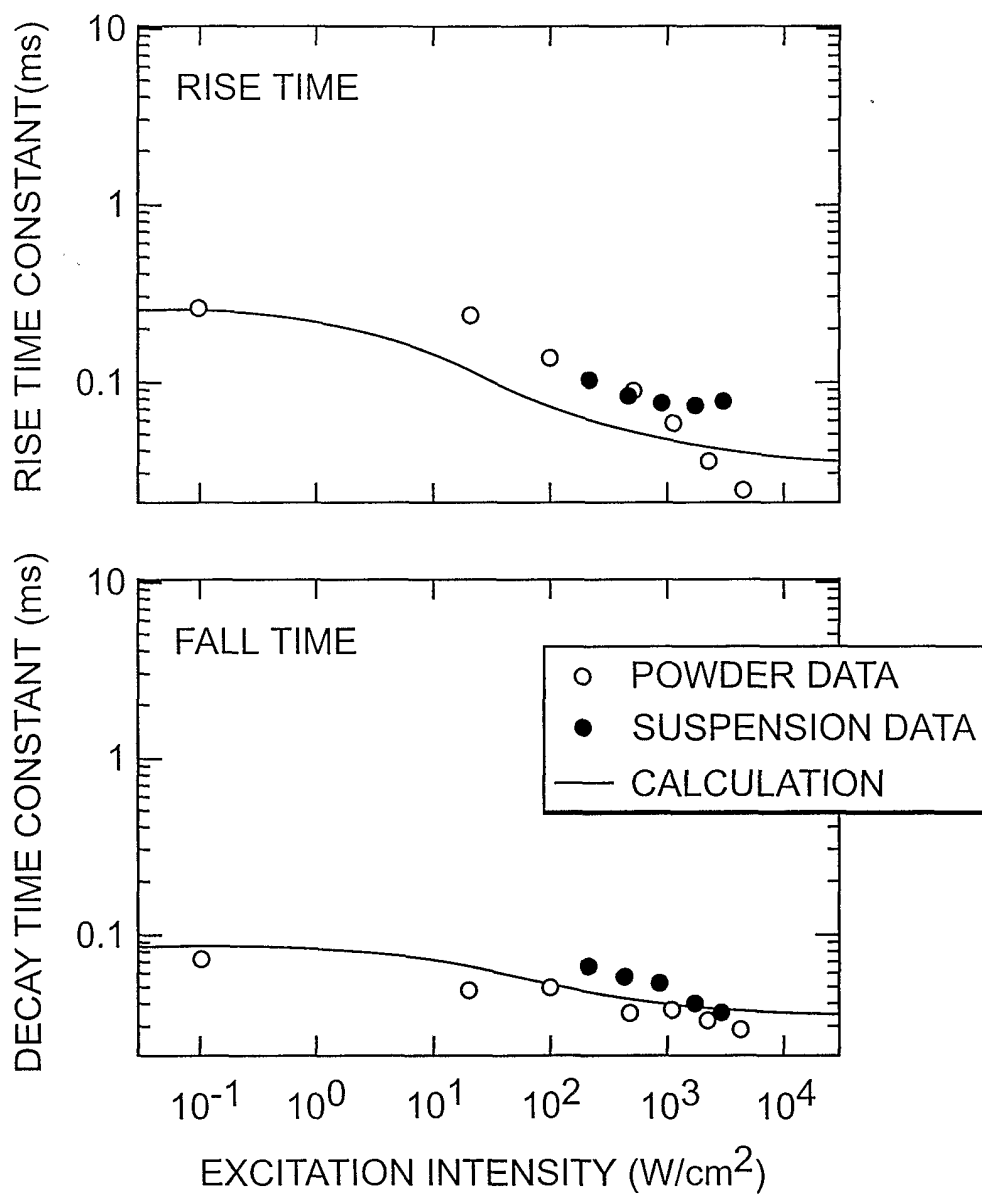 RISE TIME CONSTANT(ms)
10
1
0.1
RISE TIME
DECAY TIME CONSTANT (ms)
10
1
0.1
FALL TIME
POWDER DATA
SUSPENSION DATA
CALCULATION
10⁻¹ 10⁰ 10¹ 10² 10³ 10⁴
EXCITATION INTENSITY (W/cm²)